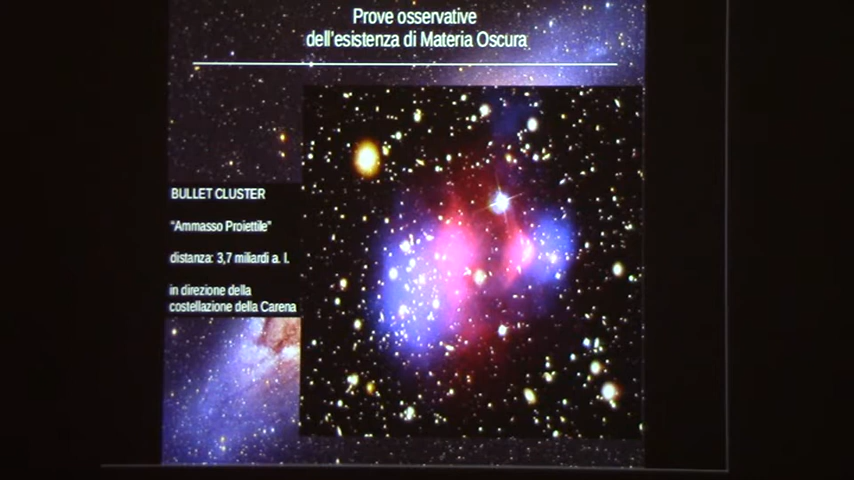 Prove osservative
dell'esistenza di Materia Oscura
BULLET CLUSTER
"Ammasso Proiettile"
distanza: 3,7 miliardi a. l.
in direzione della
costellazione della Carena